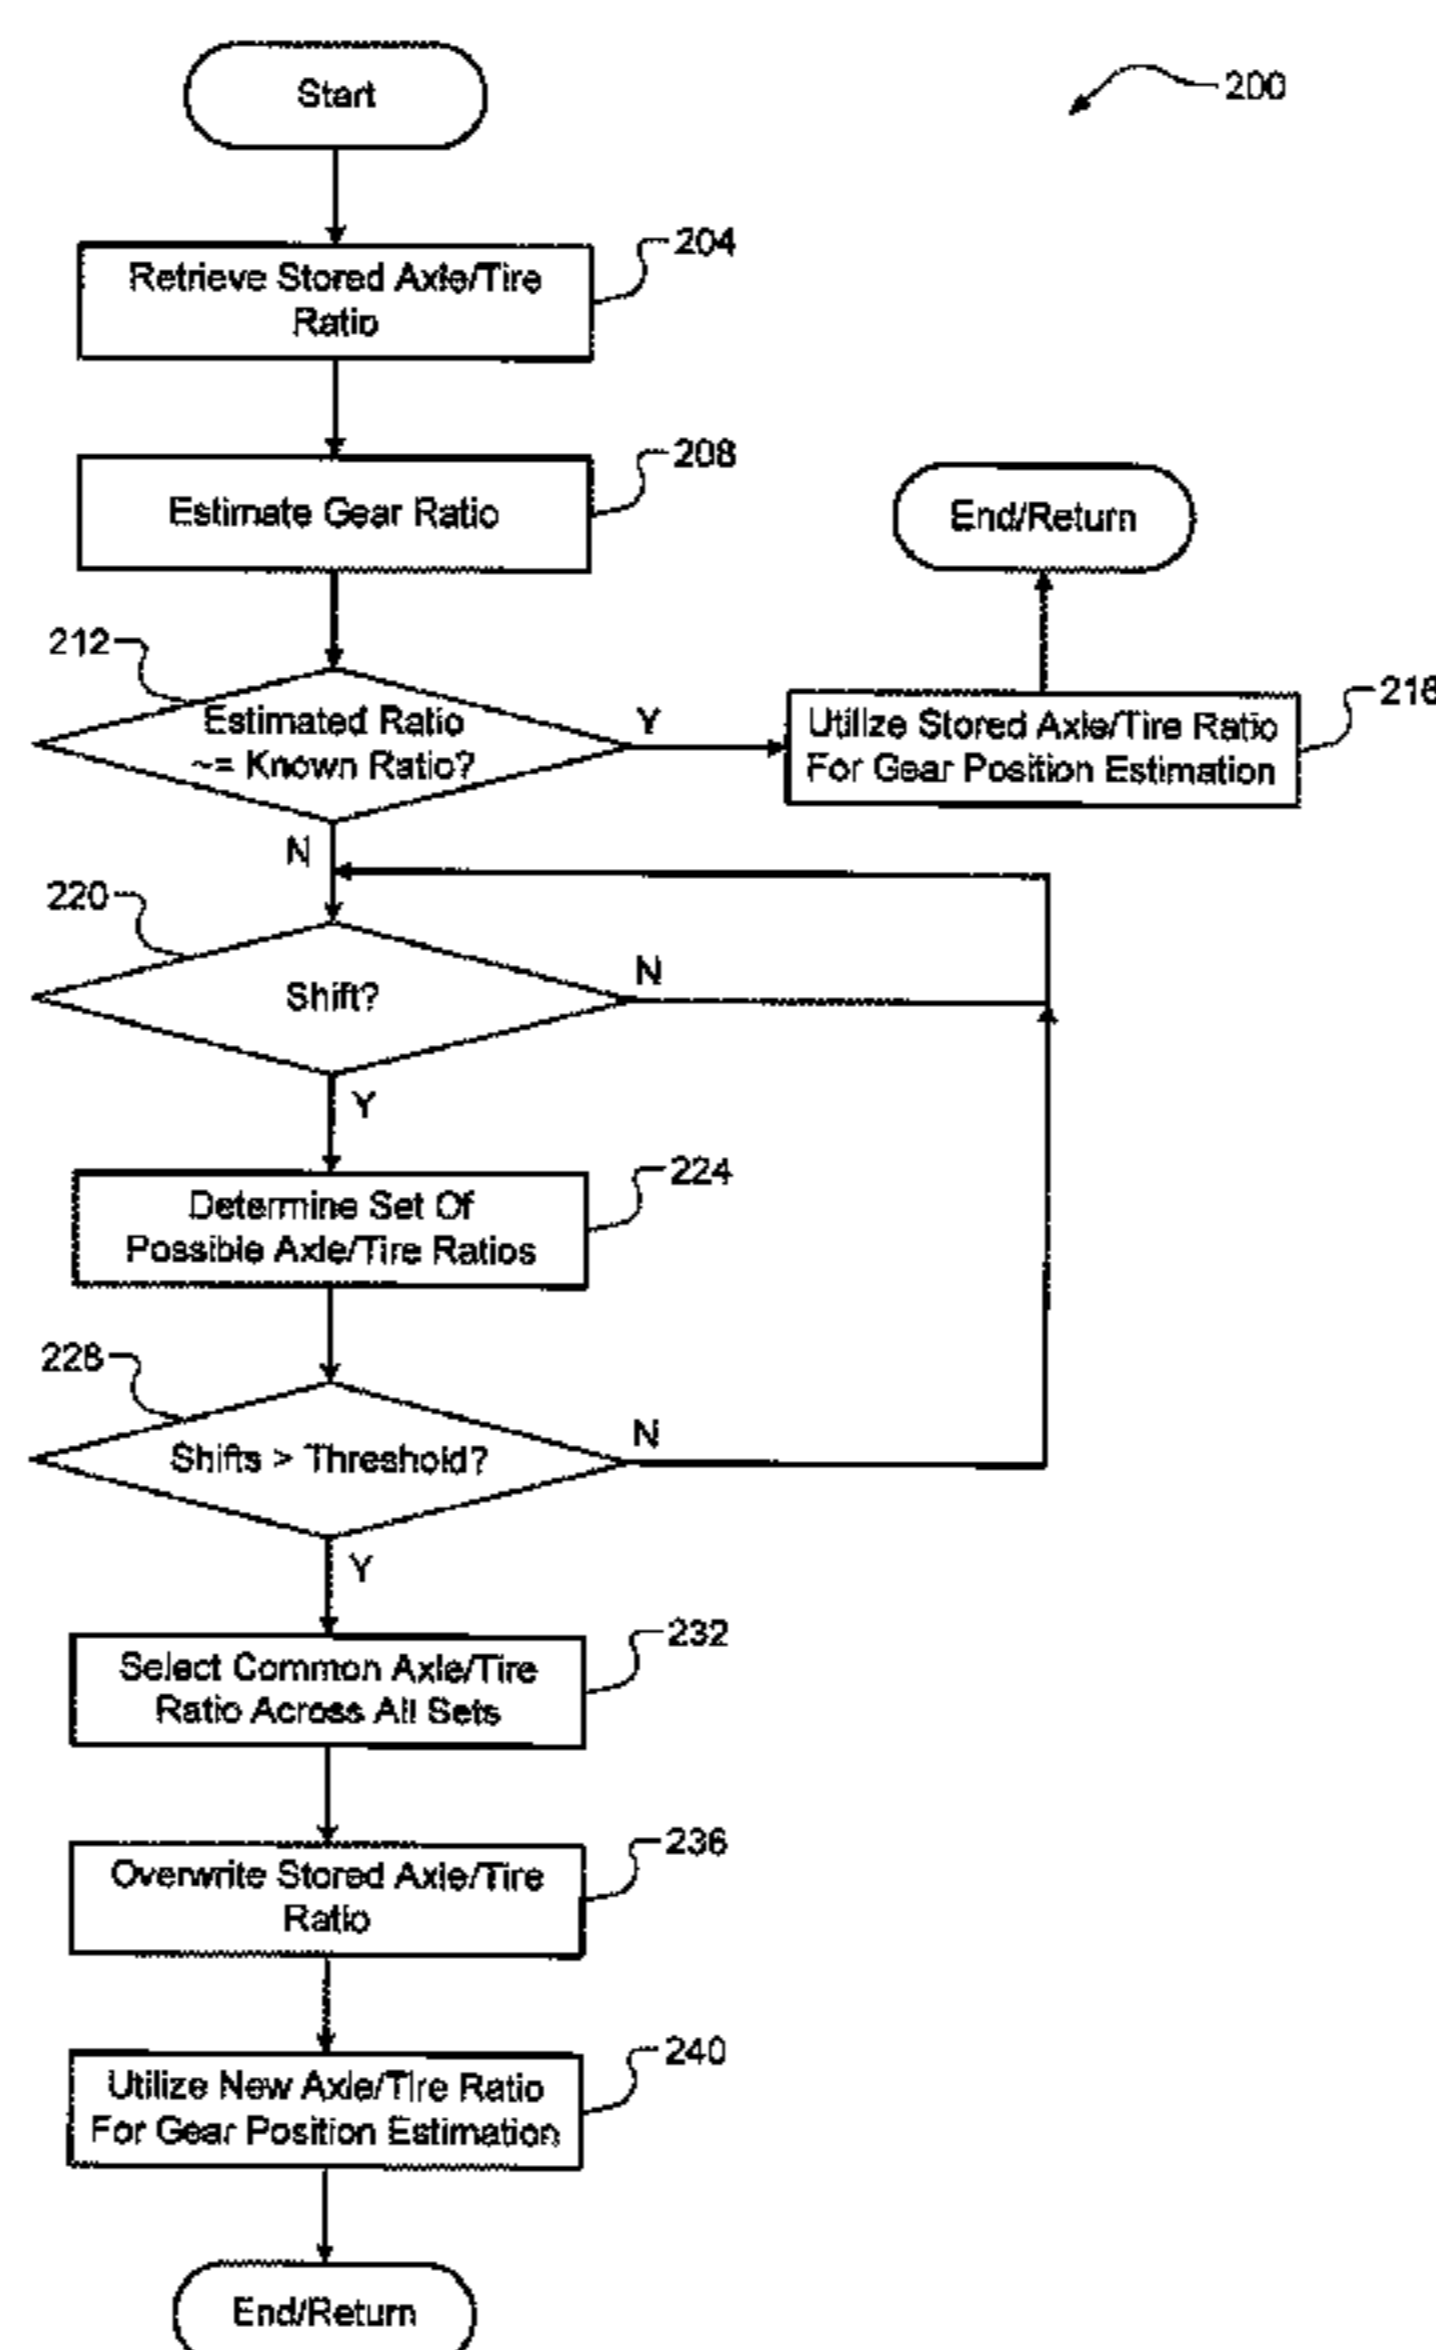 Start
200
204
Retrieve Stored Axle/Tire
Ratio
208
Estimate Gear Ratio
End/Return
212
Estimated Ratio
~= Known Ratio?
Y
216
Utilize Stored Axle/Tire Ratio
For Gear Position Estimation
N
220
Shift?
N
Y
224
Determine Set Of
Possible Axle/Tire Ratios
228
Shifts > Threshold?
N
Y
232
Select Common Axle/Tire
Ratio Across All Sets
236
Overwrite Stored Axle/Tire
Ratio
240
Utilize New Axle/Tire Ratio
For Gear Position Estimation
End/Return